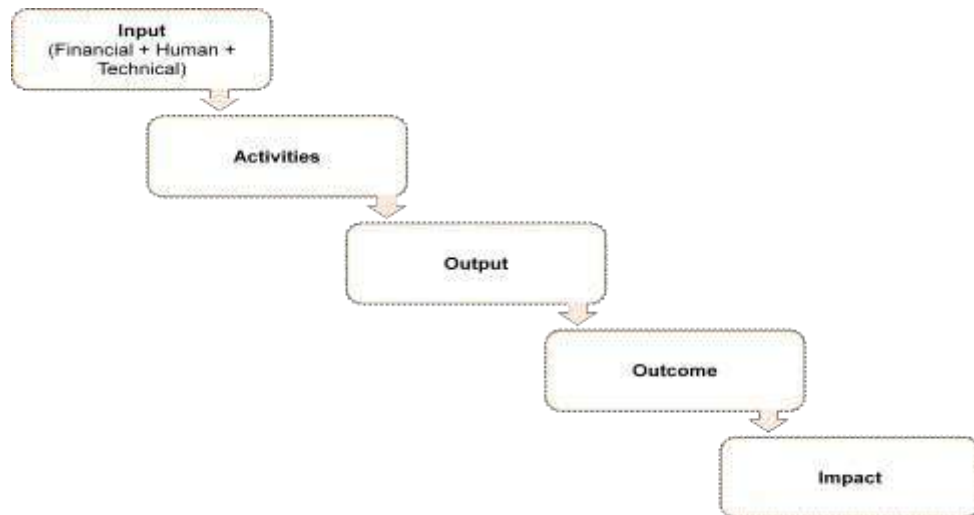 Input
(Financial + Human +
Technical)
Activities
Output
Outcome
Impact